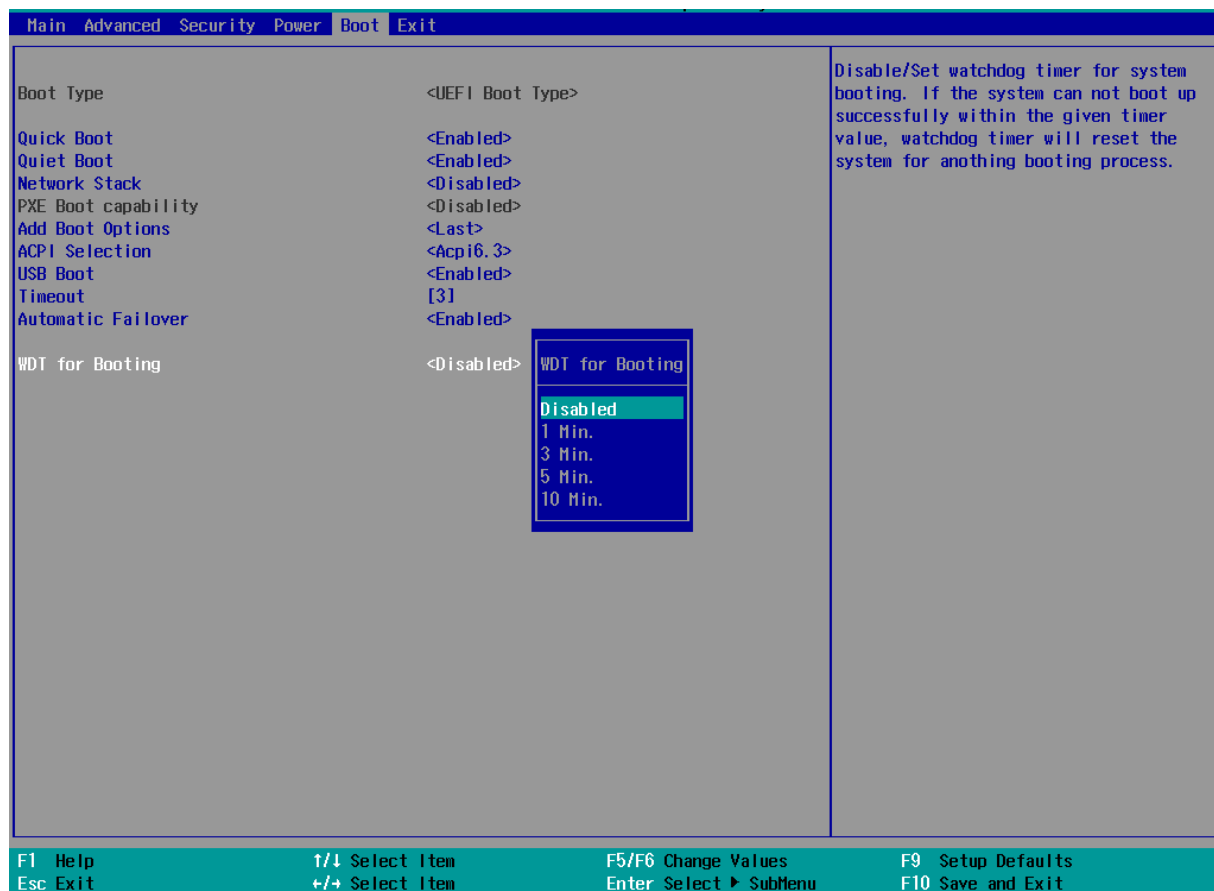 Main Advanced Security Power Boot Exit
Boot Type <UEFI Boot Type>
Quick Boot <Enabled>
Quiet Boot <Enabled>
Network Stack <Disabled>
PXE Boot capability <Disabled>
Add Boot Options <Last>
ACPI Selection <Acpi6.3>
USB Boot <Enabled>
Timeout [3]
Automatic Failover <Enabled>
WDT for Booting <Disabled>
WDT for Booting
Disabled
1 Min.
3 Min.
5 Min.
10 Min.
Disable/Set watchdog timer for system
booting. If the system can not boot up
successfully within the given timer
value, watchdog timer will reset the
system for anothing booting process.
F1 Help ↑/↓ Select Item F5/F6 Change Values F9 Setup Defaults
Esc Exit ←/→ Select Item Enter Select ▶ SubMenu F10 Save and Exit